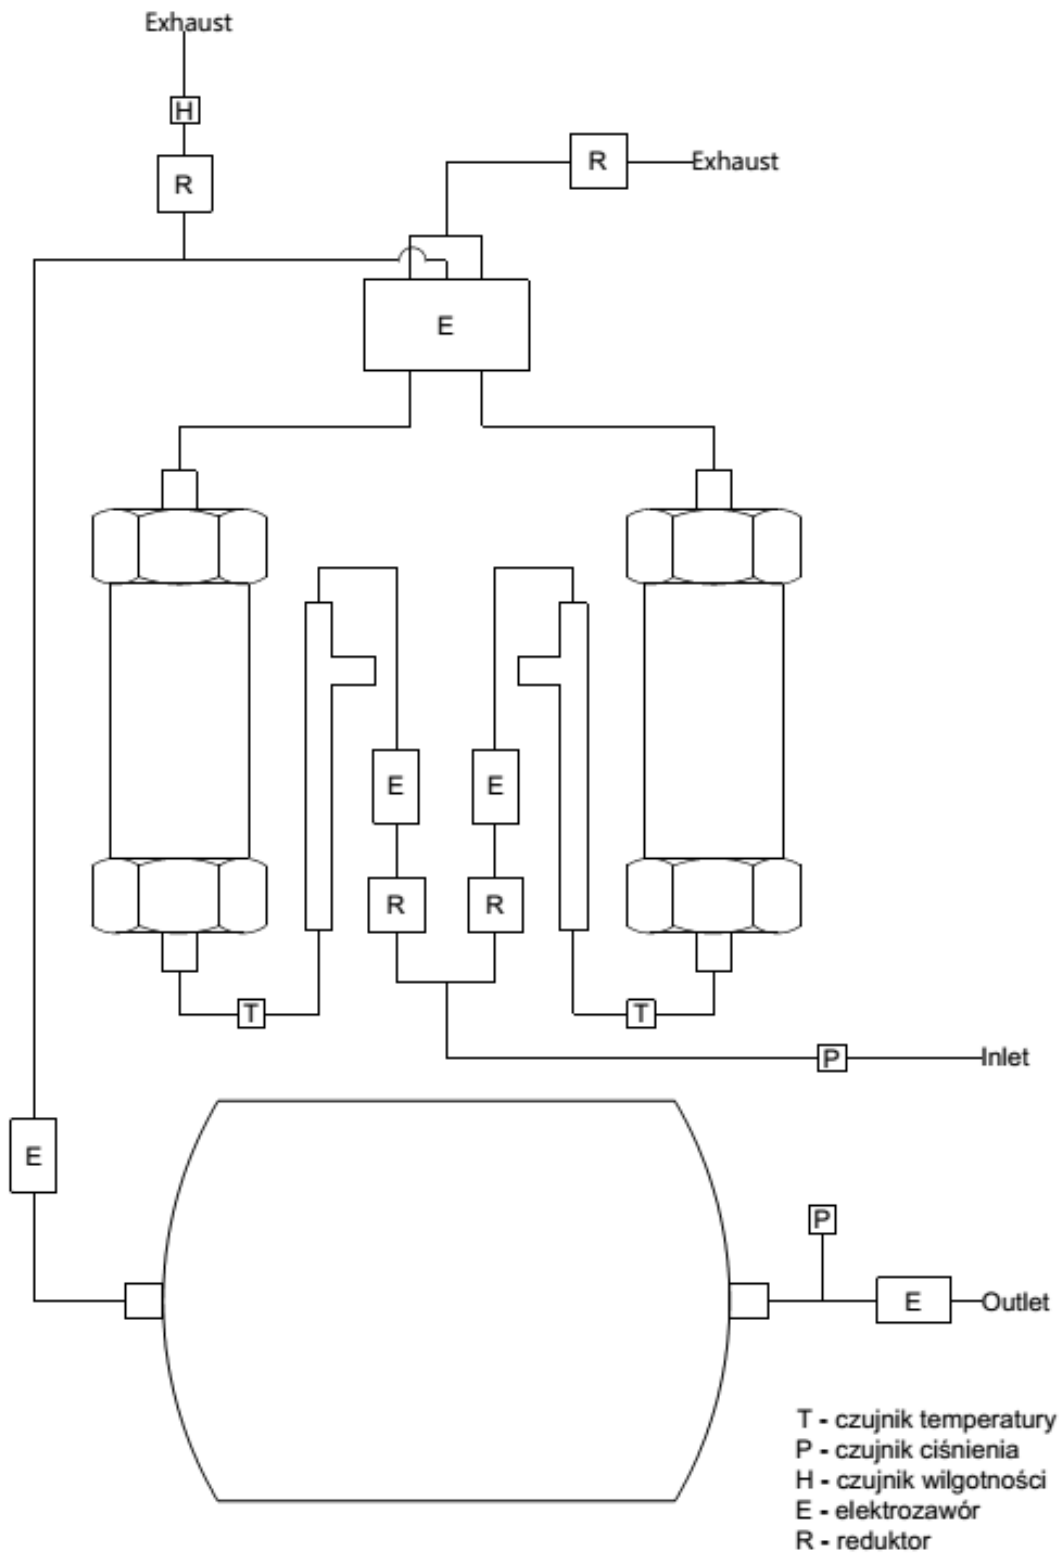 Exhaust
H
R
R
Exhaust
E
E
E
R
R
T
T
P
Inlet
E
P
E
Outlet
T - czujnik temperatury
P - czujnik ciśnienia
H - czujnik wilgotności
E - elektrozawór
R - reduktor